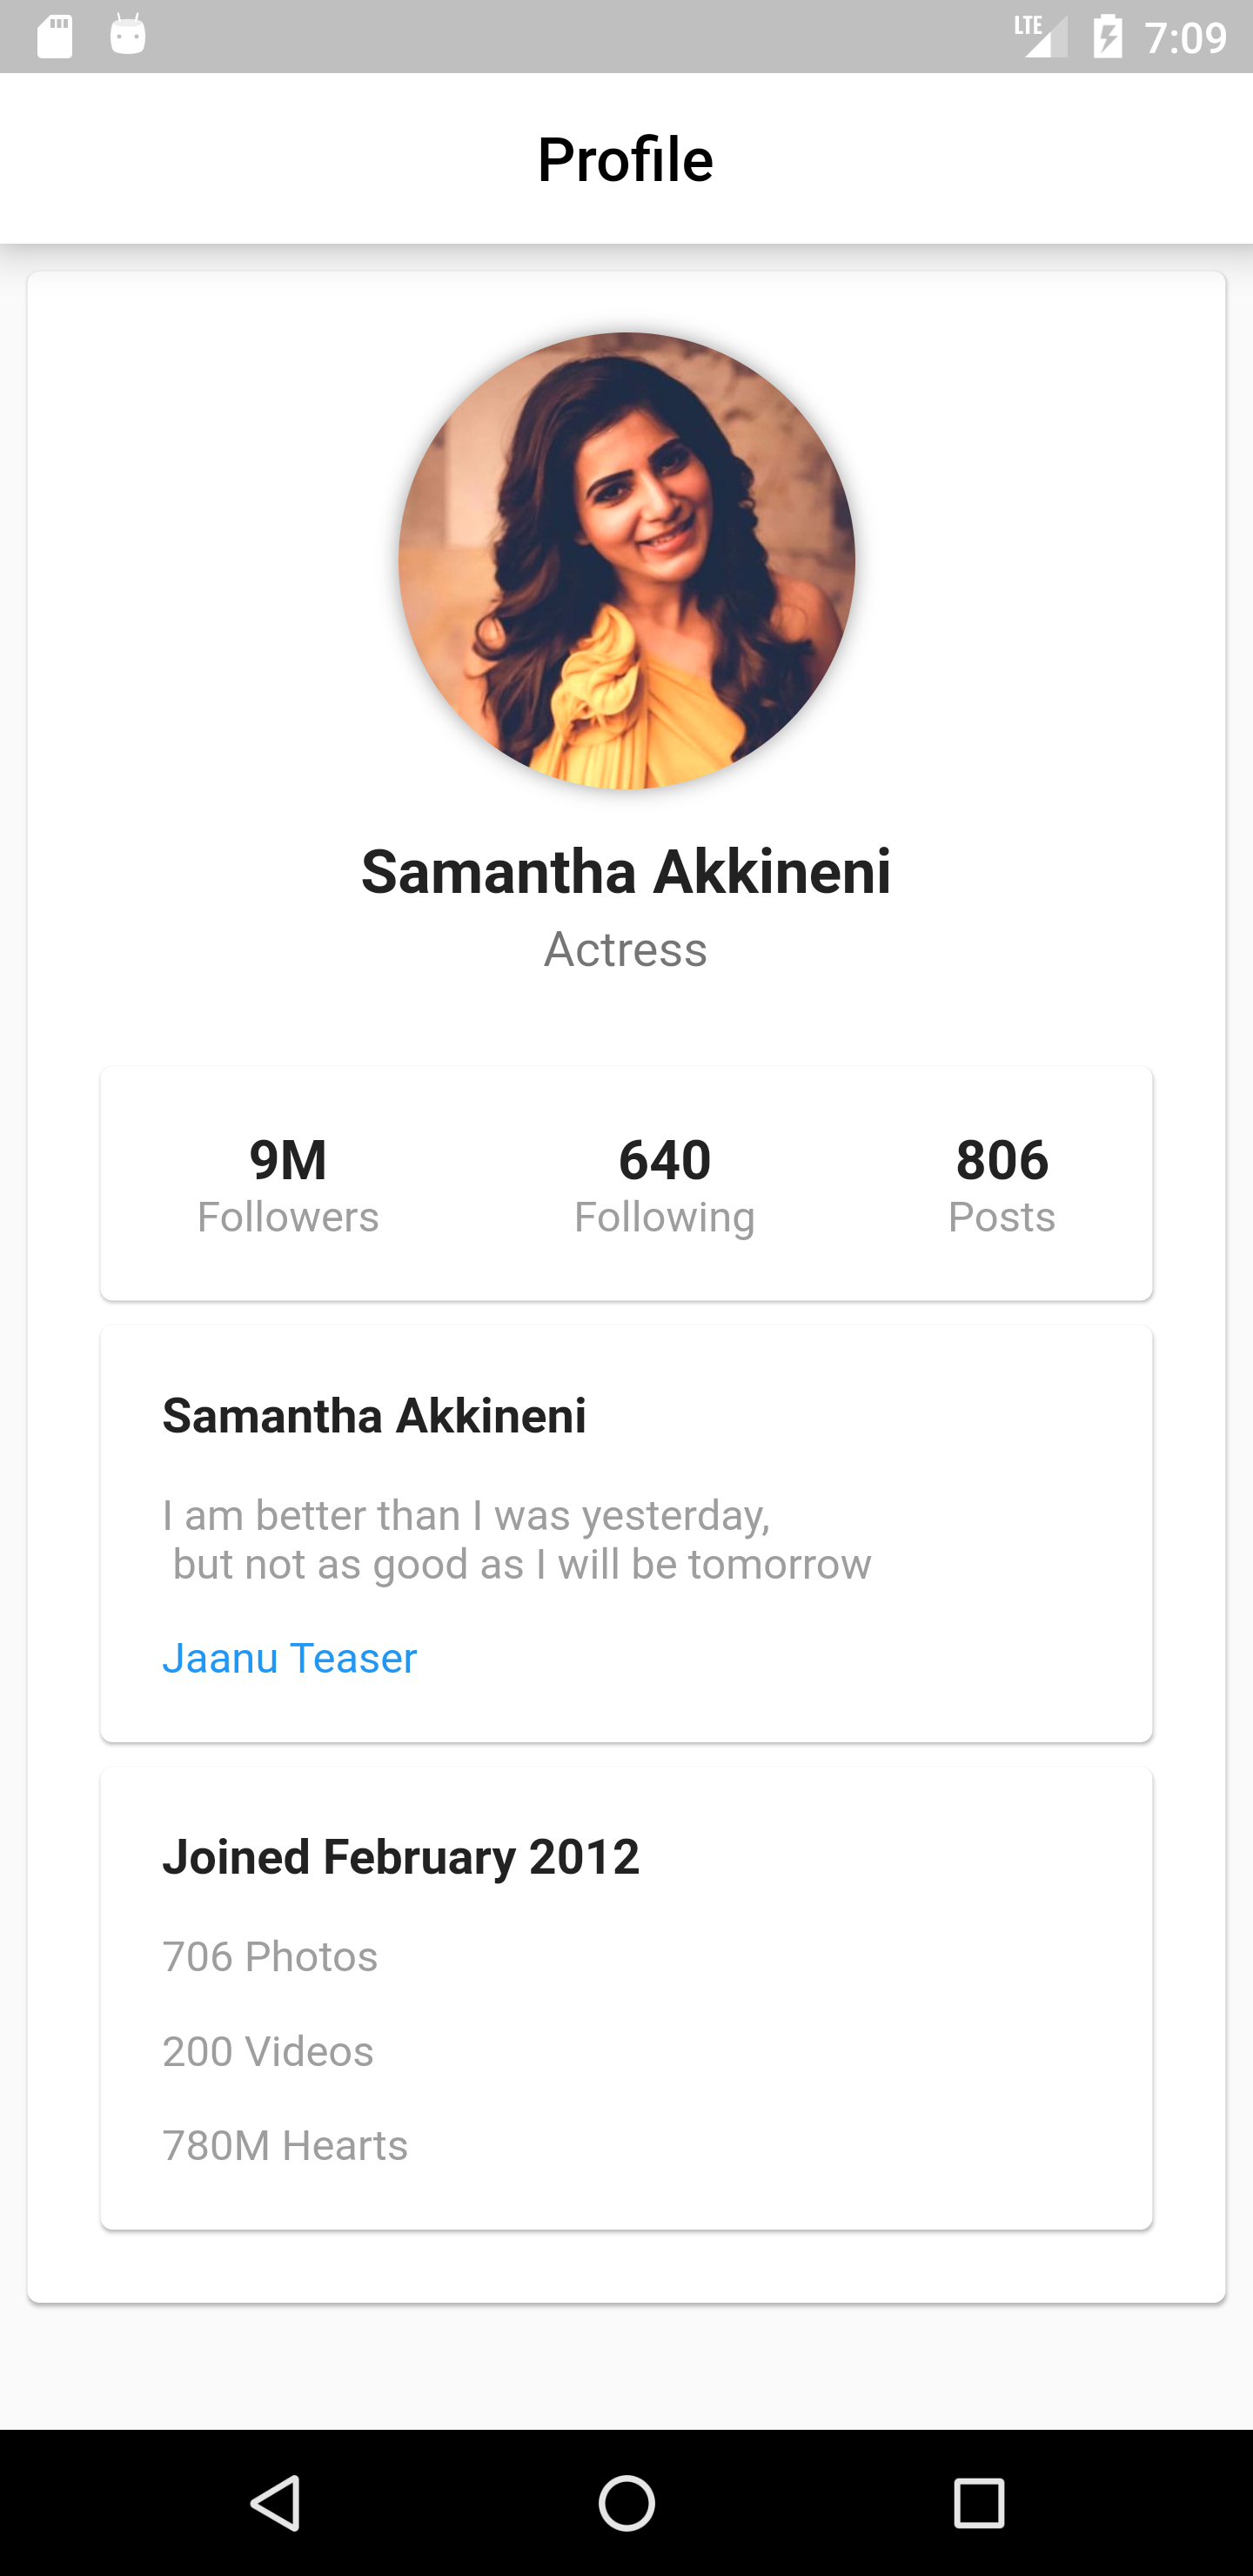 LTE 7:09
Profile
Samantha Akkineni
Actress
9M 640 806
Followers Following Posts
Samantha Akkineni
I am better than I was yesterday,
but not as good as I will be tomorrow
Jaanu Teaser
Joined February 2012
706 Photos
200 Videos
780M Hearts